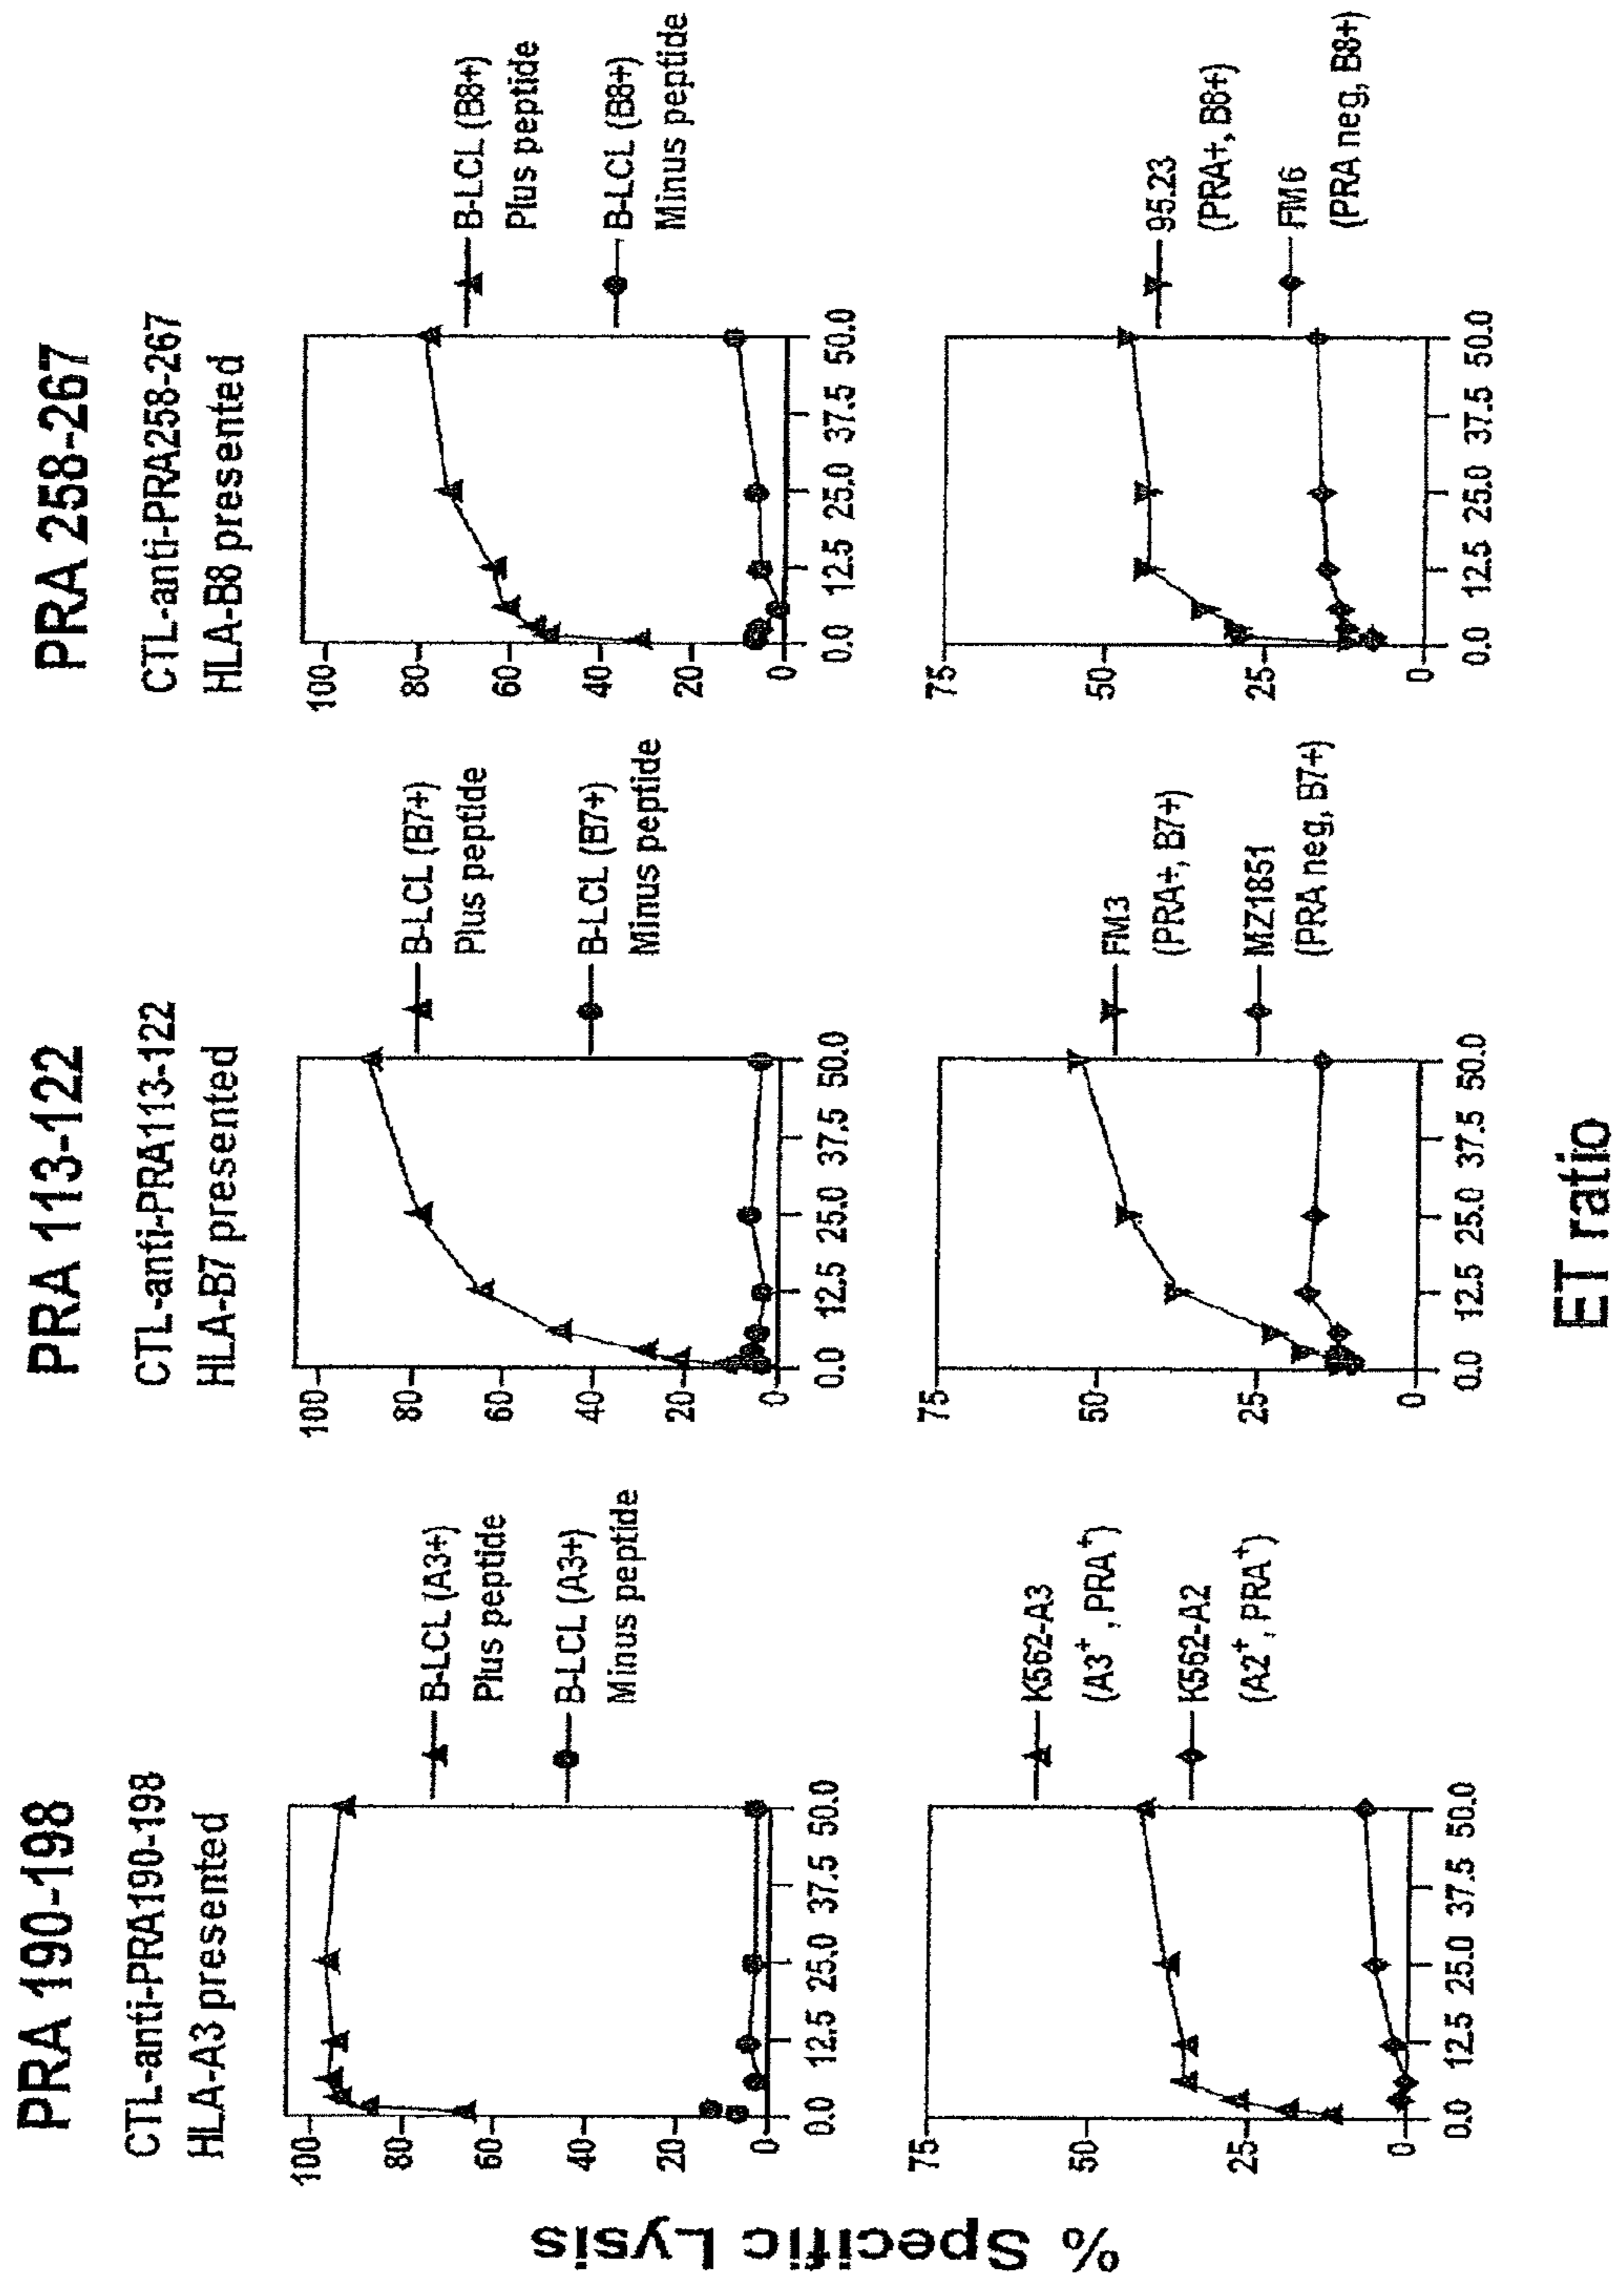 PRA 190-198
CTL-anti-PRA190-198
HLA-A3 presented
100
80
60
40
20
0
0.0 12.5 25.0 37.5 50.0
B-LCL (A3+)
Plus peptide
B-LCL (A3+)
Minus peptide
75
50
25
0
0.0 12.5 25.0 37.5 50.0
K562-A3
(A3+, PRA+)
K562-A2
(A2+, PRA+)
PRA 113-122
CTL-anti-PRA113-122
HLA-B7 presented
100
80
60
40
20
0
0.0 12.5 25.0 37.5 50.0
B-LCL (B7+)
Plus peptide
B-LCL (B7+)
Minus peptide
75
50
25
0
0.0 12.5 25.0 37.5 50.0
FM3
(PRA+, B7+)
MZ1851
(PRA neg, B7+)
PRA 258-267
CTL-anti-PRA258-267
HLA-B8 presented
100
80
60
40
20
0
0.0 12.5 25.0 37.5 50.0
B-LCL (B8+)
Plus peptide
B-LCL (B8+)
Minus peptide
75
50
25
0
0.0 12.5 25.0 37.5 50.0
95.23
(PRA+, B8+)
FM6
(PRA neg, B8+)
% Specific Lysis
ET ratio